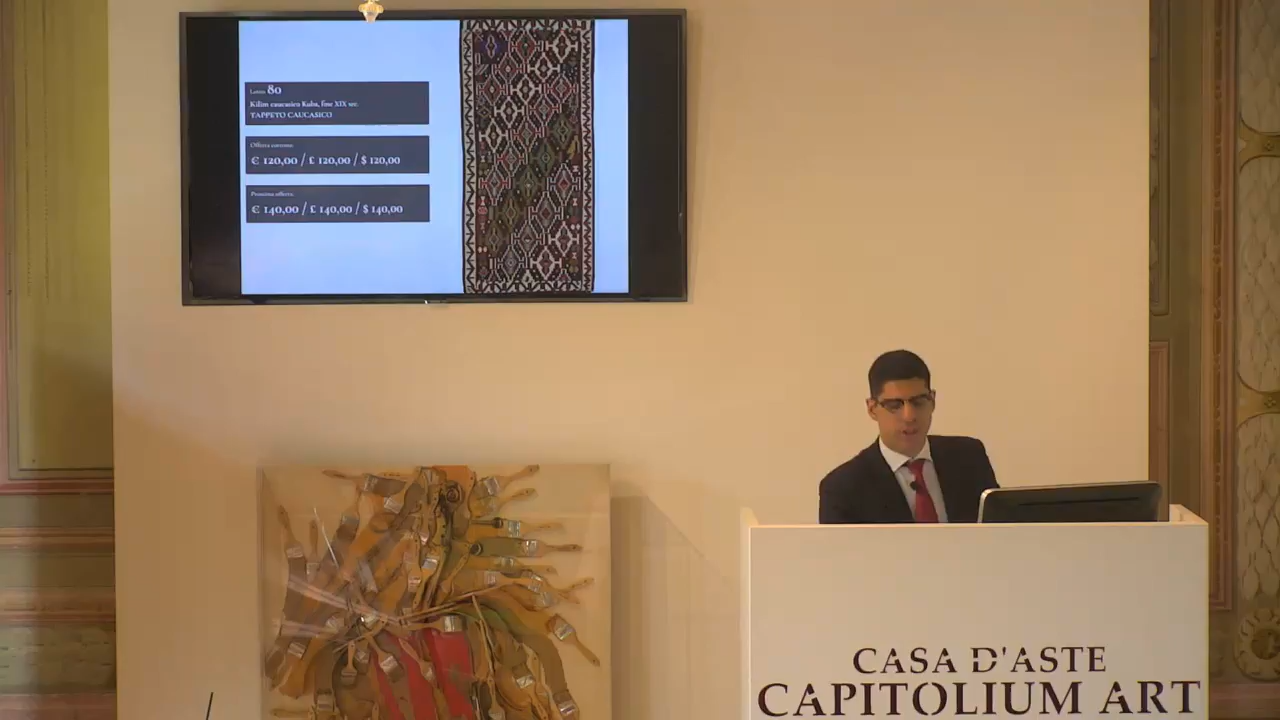 Lotto 80
Kilim caucasico Kuba, fine XIX sec.
TAPPETO CAUCASICO
Offerta corrente:
€ 120,00 / £ 120,00 / $ 120,00
Prossima offerta:
€ 140,00 / £ 140,00 / $ 140,00
CASA D'ASTE
CAPITOLIUM ART